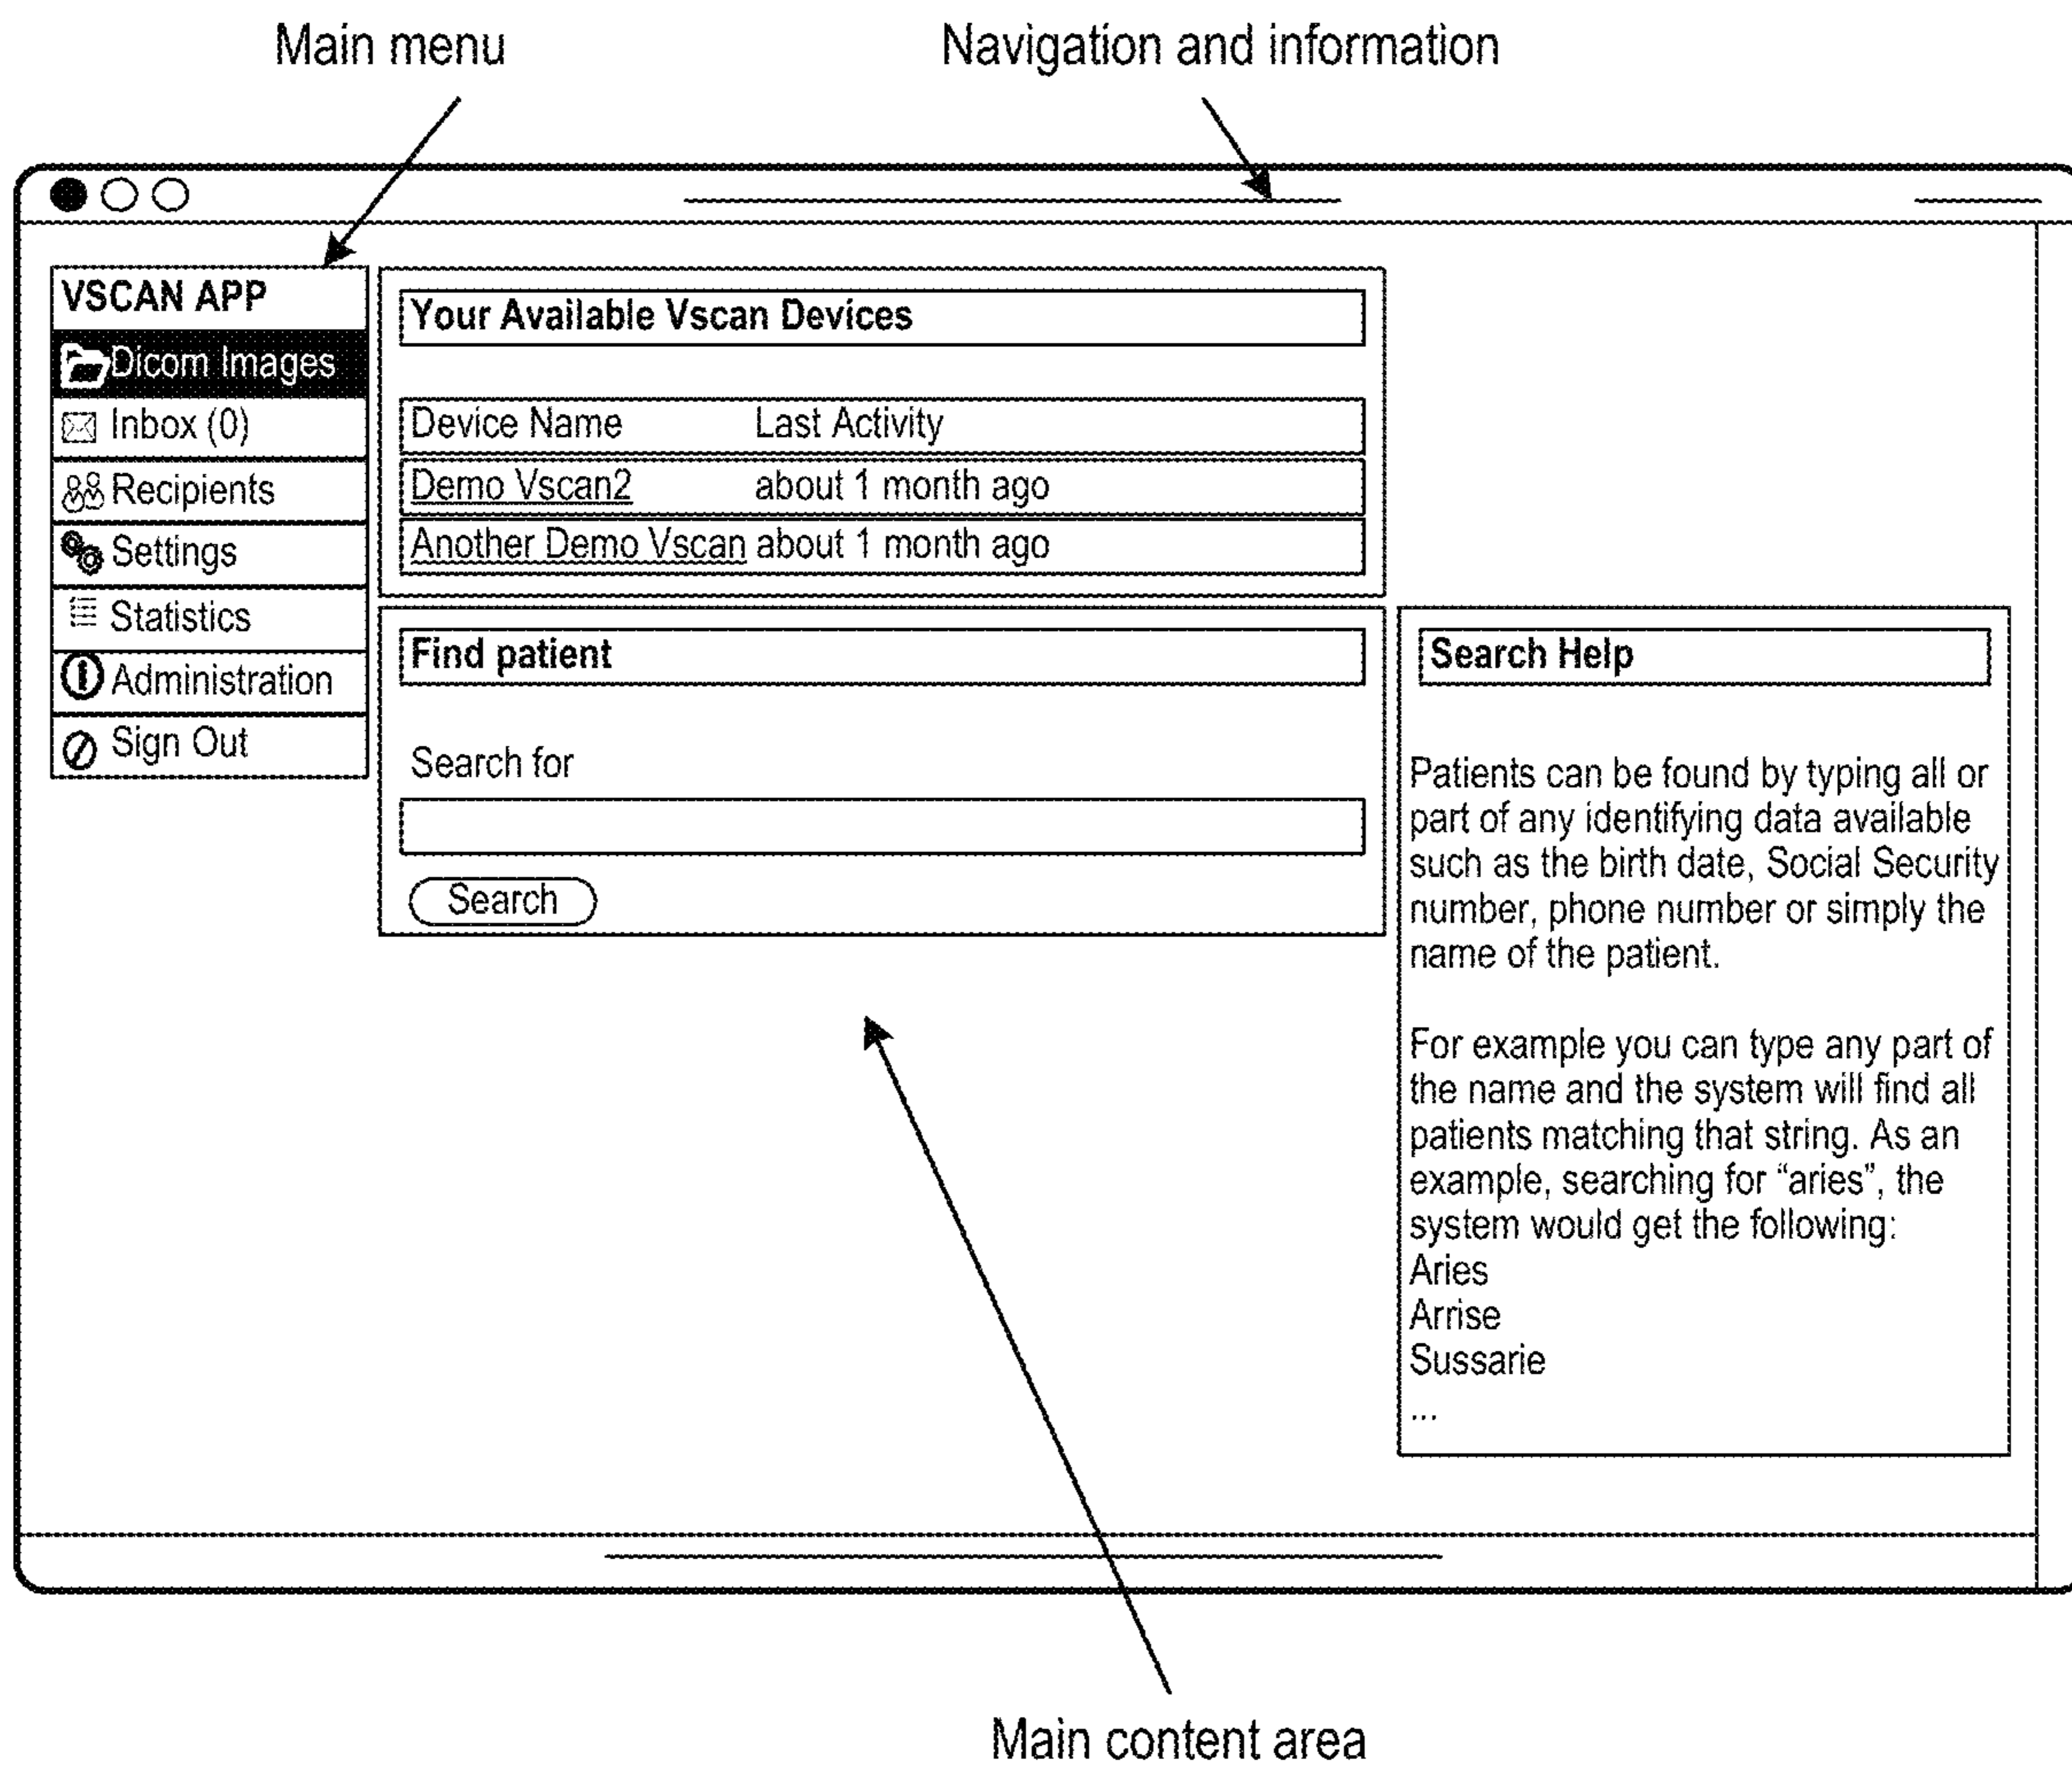 Main menu
Navigation and information
VSCAN APP
Dicom Images
Inbox (0)
Recipients
Settings
Statistics
Administration
Sign Out
Your Available Vscan Devices
Device Name Last Activity
Demo Vscan2 about 1 month ago
Another Demo Vscan about 1 month ago
Find patient
Search for
Search
Search Help
Patients can be found by typing all or
part of any identifying data available
such as the birth date, Social Security
number, phone number or simply the
name of the patient.
For example you can type any part of
the name and the system will find all
patients matching that string. As an
example, searching for “aries”, the
system would get the following:
Aries
Arrise
Sussarie
...
Main content area